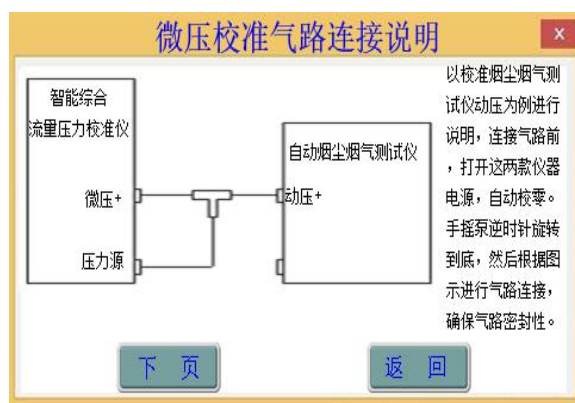 微压校准气路连接说明
x
智能综合
流量压力校准仪
微压+
压力源
自动烟尘烟气测试仪
动压+
以校准烟尘烟气测
试仪动压为例进行
说明，连接气路前
，打开这两款仪器
电源，自动校零。
手摇泵逆时针旋转
到底，然后根据图
示进行气路连接，
确保气路密封性。
下 页
返 回